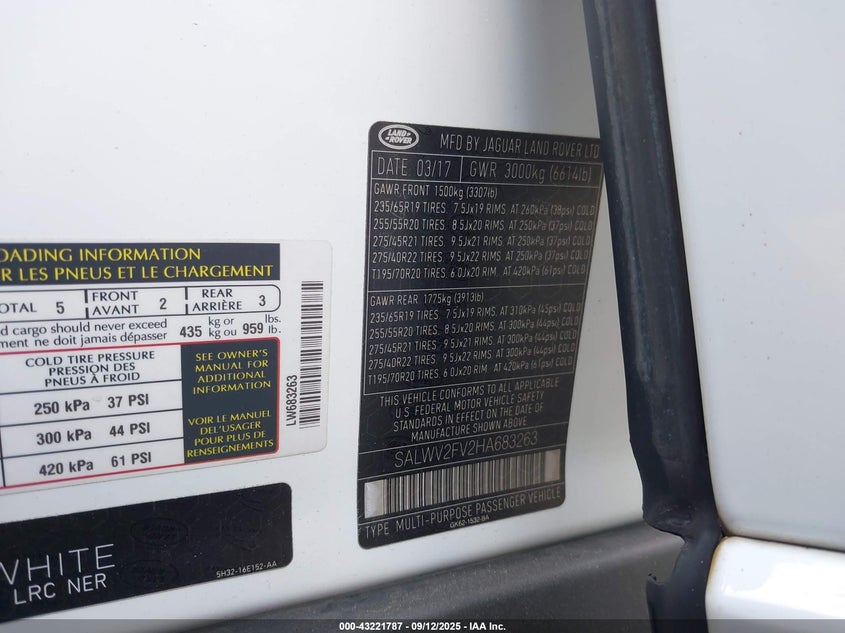 LAND
ROVER
MFD BY JAGUAR LAND ROVER LTD
DATE 03/17 GWR 3000kg (6614lb)
GAWR FRONT 1500kg (3307lb)
235/65R19 TIRES 7.5Jx19 RIMS AT 260kPa (38psi) COLD
255/55R20 TIRES 8.5Jx20 RIMS AT 250kPa (37psi) COLD
275/45R21 TIRES 9.5Jx21 RIMS AT 250kPa (37psi) COLD
275/40R22 TIRES 9.5Jx22 RIMS AT 250kPa (37psi) COLD
T195/70R20 TIRES 6.0Jx20 RIM, AT 420kPa (61psi) COLD
GAWR REAR 1775kg (3913lb)
235/65R19 TIRES 7.5Jx19 RIMS, AT 310kPa (45psi) COLD
255/55R20 TIRES 8.5Jx20 RIMS, AT 300kPa (44psi) COLD
275/45R21 TIRES, 9.5Jx21 RIMS, AT 300kPa (44psi) COLD
275/40R22 TIRES, 9.5Jx22 RIMS, AT 300kPa (44psi) COLD
T195/70R20 TIRES 6.0Jx20 RIM, AT 420kPa (61psi) COLD
THIS VEHICLE CONFORMS TO ALL APPLICABLE
U.S. FEDERAL MOTOR VEHICLE SAFETY
STANDARDS IN EFFECT ON THE DATE OF
MANUFACTURE SHOWN ABOVE
SALWV2FV2HA683263
TYPE MULTI-PURPOSE PASSENGER VEHICLE
GK62-1532-BA
OADING INFORMATION
R LES PNEUS ET LE CHARGEMENT
OTAL 5 FRONT AVANT 2 REAR ARRIÈRE 3
d cargo should never exceed
ment ne doit jamais dépasser
435 kg or kg ou 959 lbs. lb.
COLD TIRE PRESSURE
PRESSION DES
PNEUS À FROID
250 kPa 37 PSI
300 kPa 44 PSI
420 kPa 61 PSI
SEE OWNER'S
MANUAL FOR
ADDITIONAL
INFORMATION
VOIR LE MANUEL
DEL'USAGER
POUR PLUS DE
RENSEIGNEMENTS
LW683263
WHITE
LRC NER
5H32-16E152-AA
000-43221787 - 09/12/2025 - IAA, Inc.